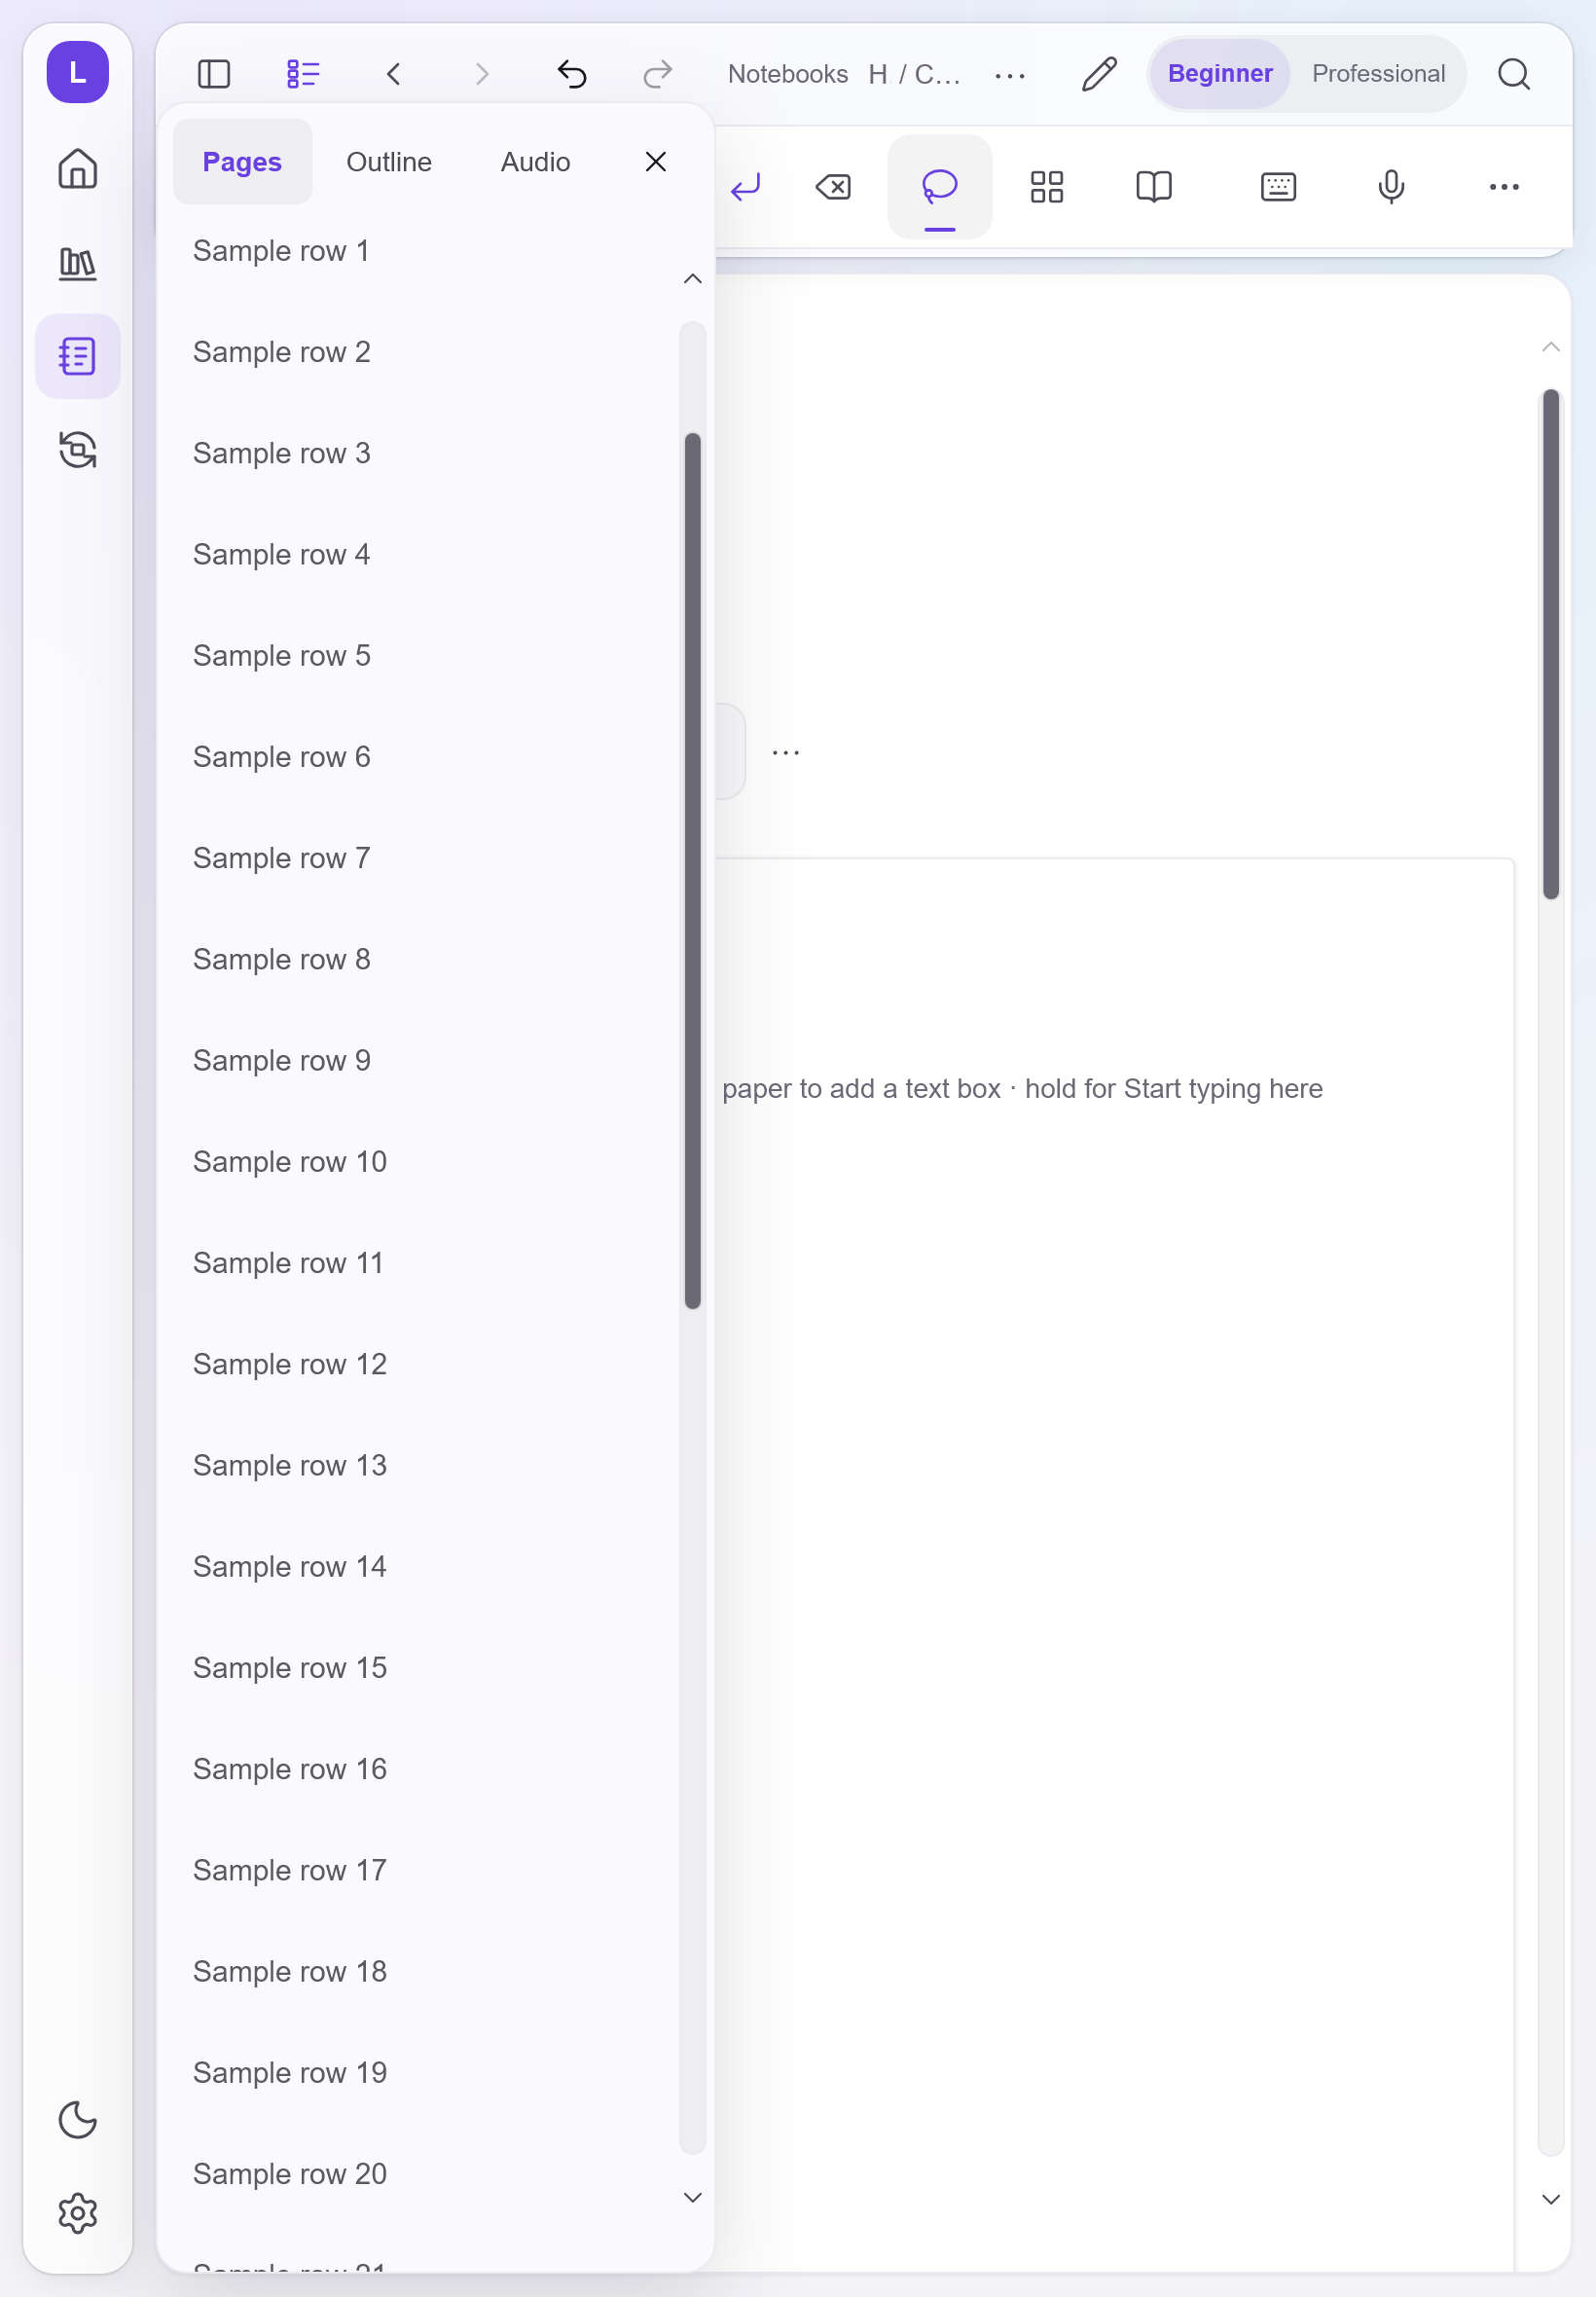 L
Notebooks H / C...
Beginner Professional
Pages Outline Audio
Sample row 1
Sample row 2
Sample row 3
Sample row 4
Sample row 5
Sample row 6
Sample row 7
Sample row 8
Sample row 9
paper to add a text box · hold for Start typing here
Sample row 10
Sample row 11
Sample row 12
Sample row 13
Sample row 14
Sample row 15
Sample row 16
Sample row 17
Sample row 18
Sample row 19
Sample row 20
Sample row 21